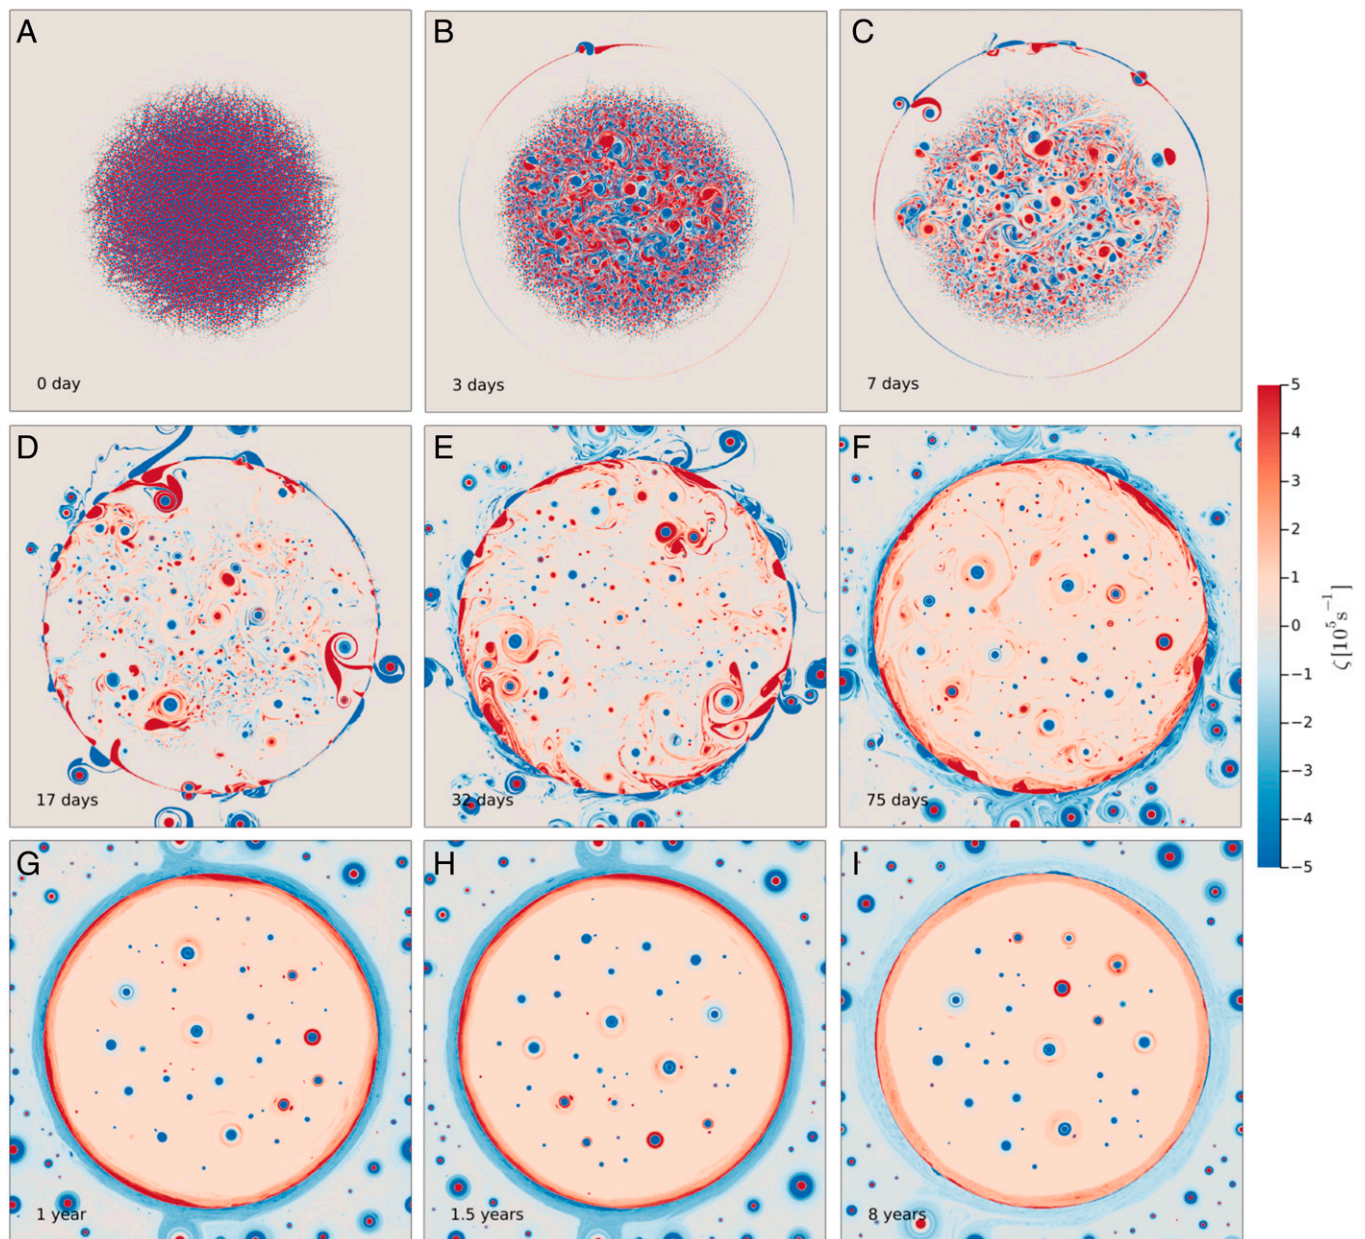 A
B
C
0 day
3 days
7 days
D
E
F
17 days
32 days
75 days
G
H
I
1 year
1.5 years
8 years
5
4
3
2
1
0
−1
−2
−3
−4
−5
ζ [10⁵ s⁻¹]